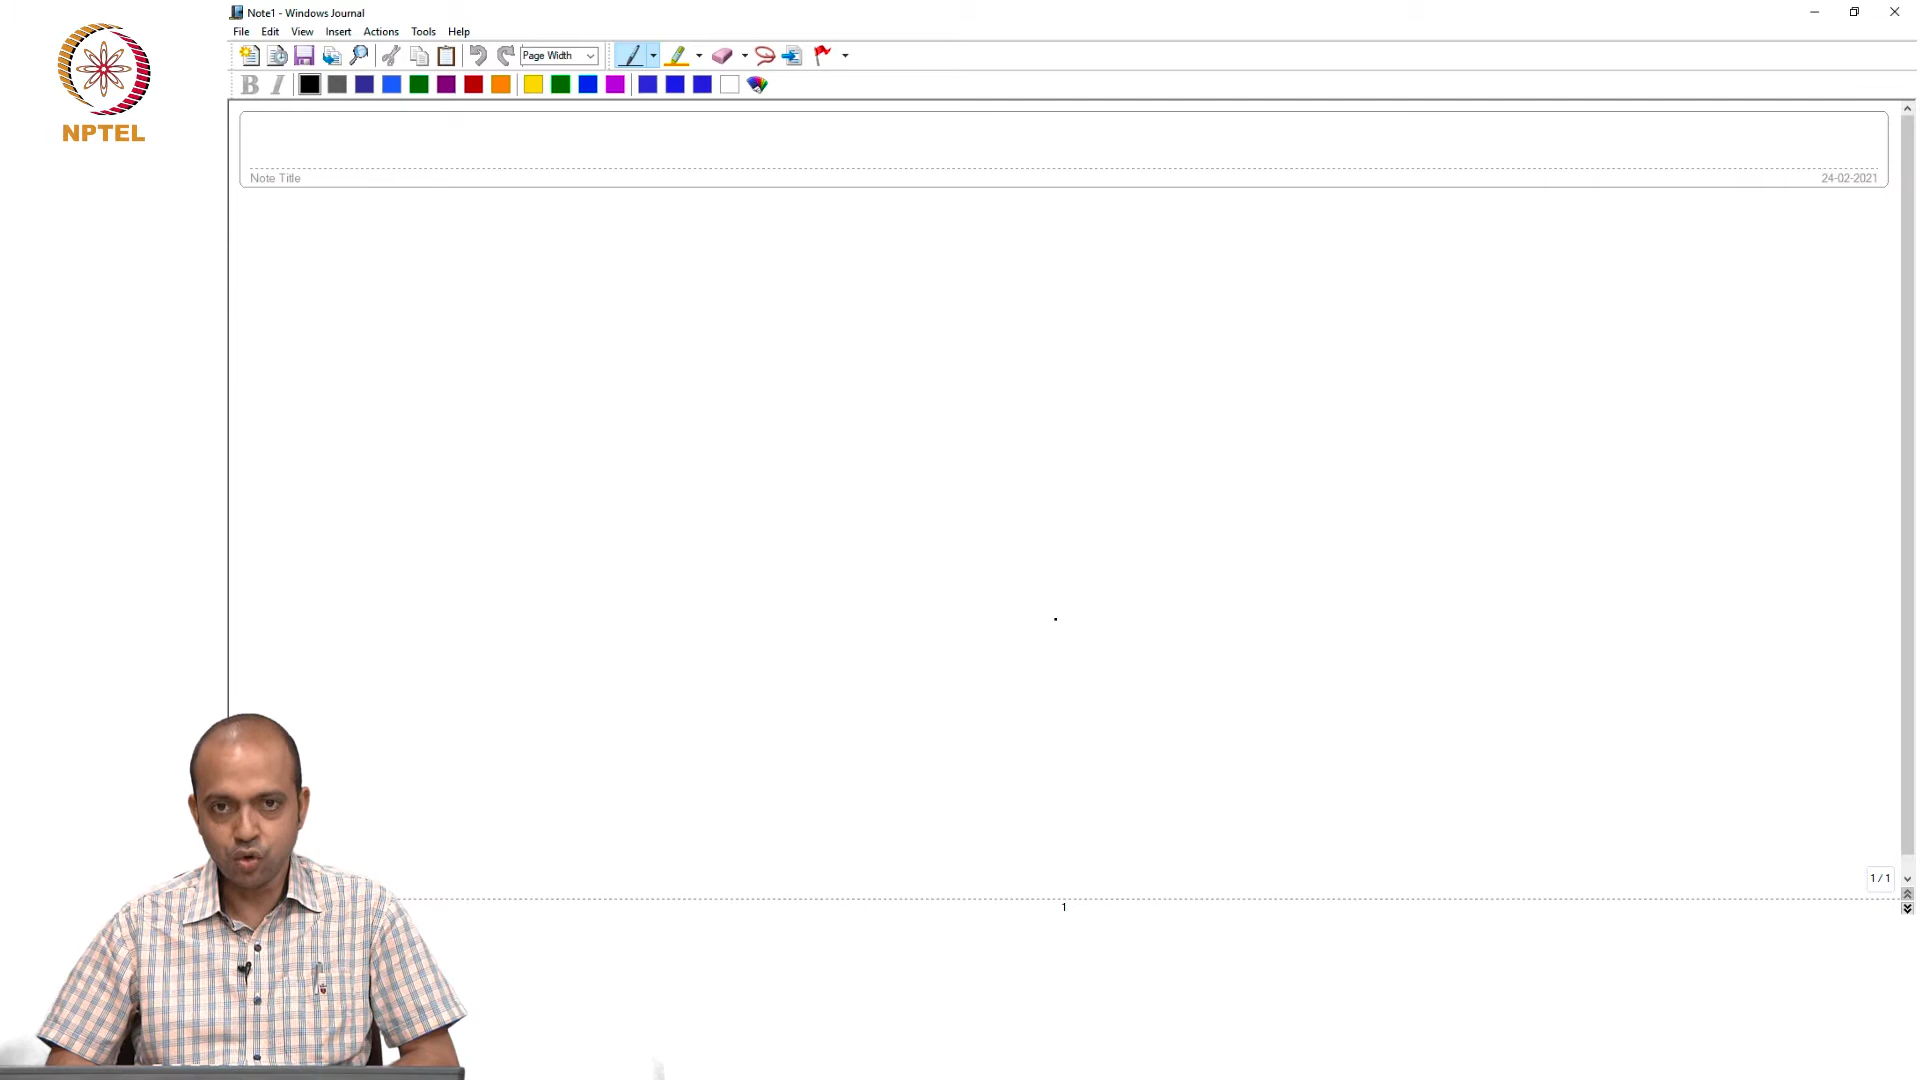 Note1 - Windows Journal
File Edit View Insert Actions Tools Help
NPTEL
Page Width
B I
Note Title
24-02-2021
1 / 1
1